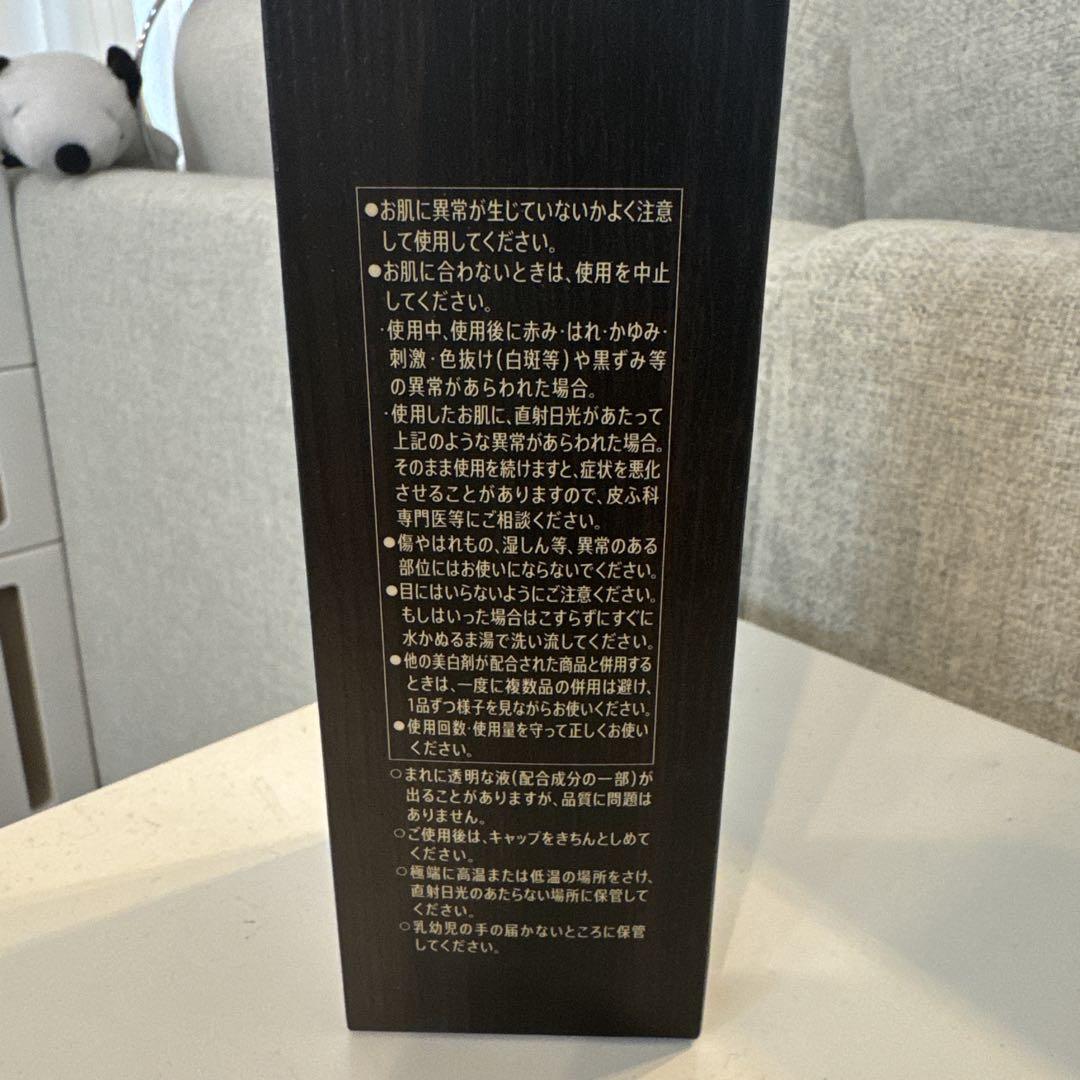 ●お肌に異常が生じていないかよく注意
して使用してください。
●お肌に合わないときは、使用を中止
してください。
・使用中、使用後に赤み・はれ・かゆみ・
刺激・色抜け(白斑等)や黒ずみ等
の異常があらわれた場合。
・使用したお肌に、直射日光があたって
上記のような異常があらわれた場合。
そのまま使用を続けますと、症状を悪化
させることがありますので、皮ふ科
専門医等にご相談ください。
●傷やはれもの、湿しん等、異常のある
部位にはお使いにならないでください。
●目にはいらないようにご注意ください。
もしはいった場合はこすらずにすぐに
水かぬるま湯で洗い流してください。
●他の美白剤が配合された商品と併用する
ときは、一度に複数品の併用は避け、
1品ずつ様子を見ながらお使いください。
●使用回数・使用量を守って正しくお使い
ください。
○まれに透明な液(配合成分の一部)が
出ることがありますが、品質に問題は
ありません。
○ご使用後は、キャップをきちんとしめて
ください。
○極端に高温または低温の場所をさけ、
直射日光のあたらない場所に保管して
ください。
○乳幼児の手の届かないところに保管
してください。